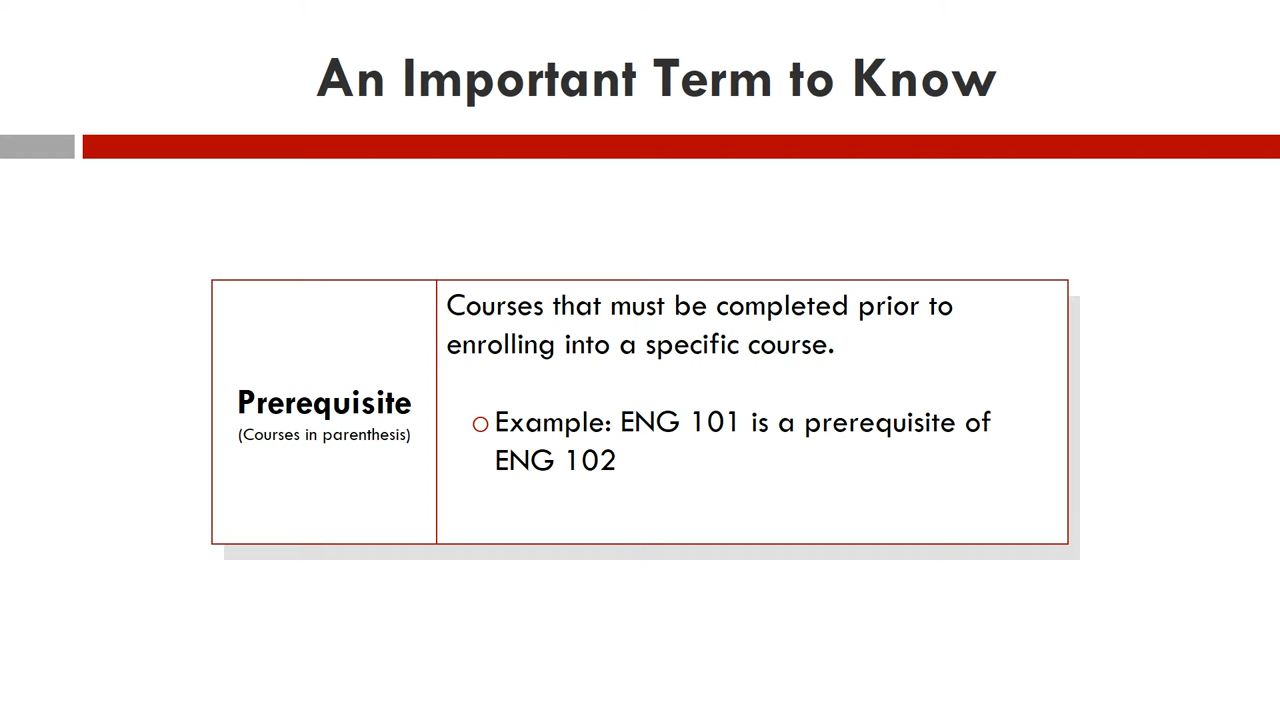 An Important Term to Know
Prerequisite
(Courses in parenthesis)
Courses that must be completed prior to
enrolling into a specific course.
Example: ENG 101 is a prerequisite of
ENG 102